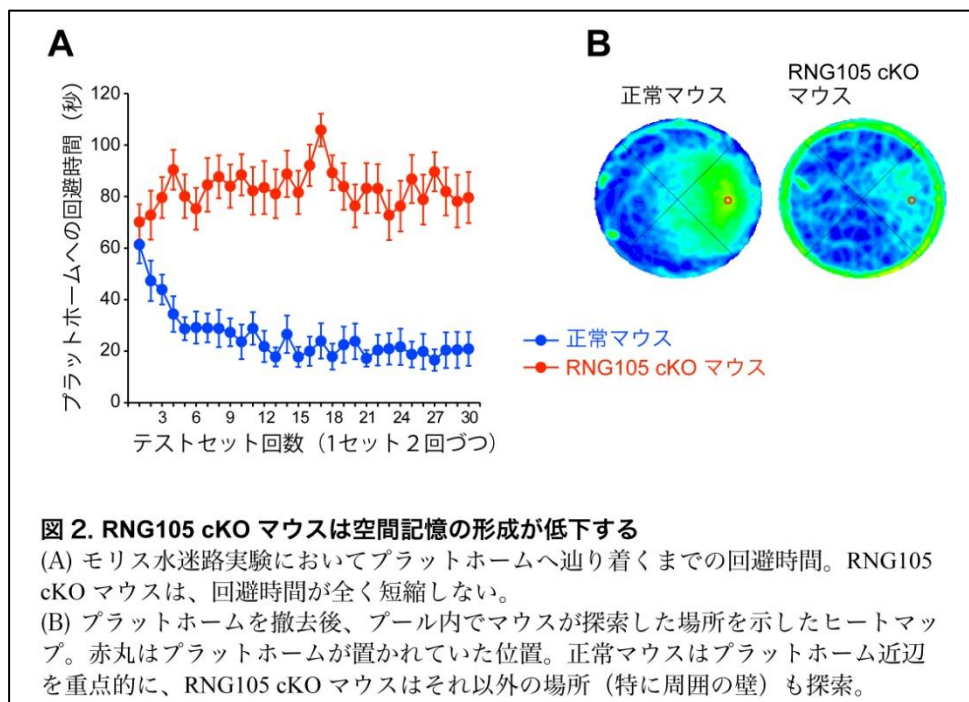 A
B
プラットホームへの回避時間（秒）
120
100
80
60
40
20
0
3 6 9 12 15 18 21 24 27 30
テストセット回数（1セット２回づつ）
正常マウス
RNG105 cKO
マウス
正常マウス
RNG105 cKO マウス
図２. RNG105 cKO マウスは空間記憶の形成が低下する
(A) モリス水迷路実験においてプラットホームへ辿り着くまでの回避時間。RNG105
cKO マウスは、回避時間が全く短縮しない。
(B) プラットホームを撤去後、プール内でマウスが探索した場所を示したヒートマッ
プ。赤丸はプラットホームが置かれていた位置。正常マウスはプラットホーム近辺
を重点的に、RNG105 cKO マウスはそれ以外の場所（特に周囲の壁）も探索。